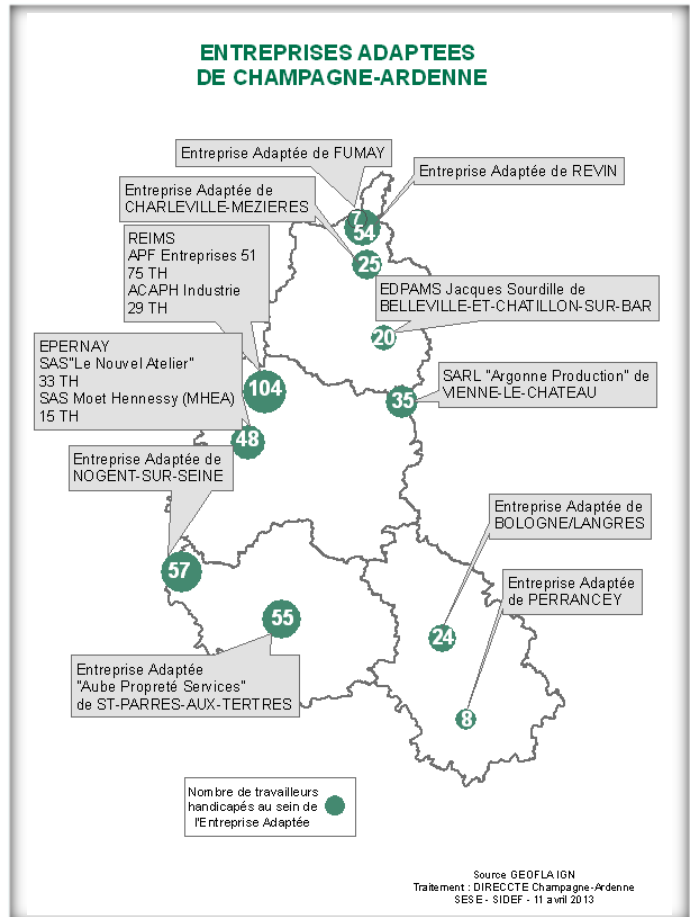 ENTREPRISES ADAPTEES
DE CHAMPAGNE-ARDENNE
Entreprise Adaptée de FUMAY
Entreprise Adaptée de REVIN
Entreprise Adaptée de
CHARLEVILLE-MEZIERES
7
54
25
REIMS
APF Entreprises 51
75 TH
ACAPH Industrie
29 TH
EDPAMS Jacques Sourdille de
BELLEVILLE-ET-CHATILLON-SUR-BAR
20
EPERNAY
SAS"Le Nouvel Atelier"
33 TH
SAS Moet Hennessy (MHEA)
15 TH
104
SARL "Argonne Production" de
VIENNE-LE-CHATEAU
35
48
Entreprise Adaptée de
NOGENT-SUR-SEINE
57
Entreprise Adaptée de
BOLOGNE/LANGRES
Entreprise Adaptée
de PERRANCEY
55
24
Entreprise Adaptée
"Aube Propreté Services"
de ST-PARRES-AUX-TERTRES
8
Nombre de travailleurs
handicapés au sein de
l'Entreprise Adaptée
Source GEOFLA IGN
Traitement : DIRECCTE Champagne-Ardenne
SESE - SIDEF - 11 avril 2013